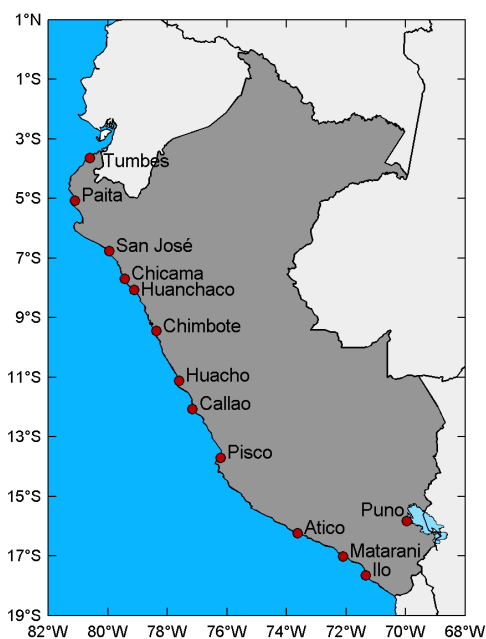 1°N
1°S
3°S
Tumbes
5°S
Paita
San José
7°S
Chicama
Huanchaco
9°S
Chimbote
11°S
Huacho
Callao
13°S
Pisco
15°S
Puno
Atico
17°S
Matarani
Ilo
19°S
82°W 80°W 78°W 76°W 74°W 72°W 70°W 68°W